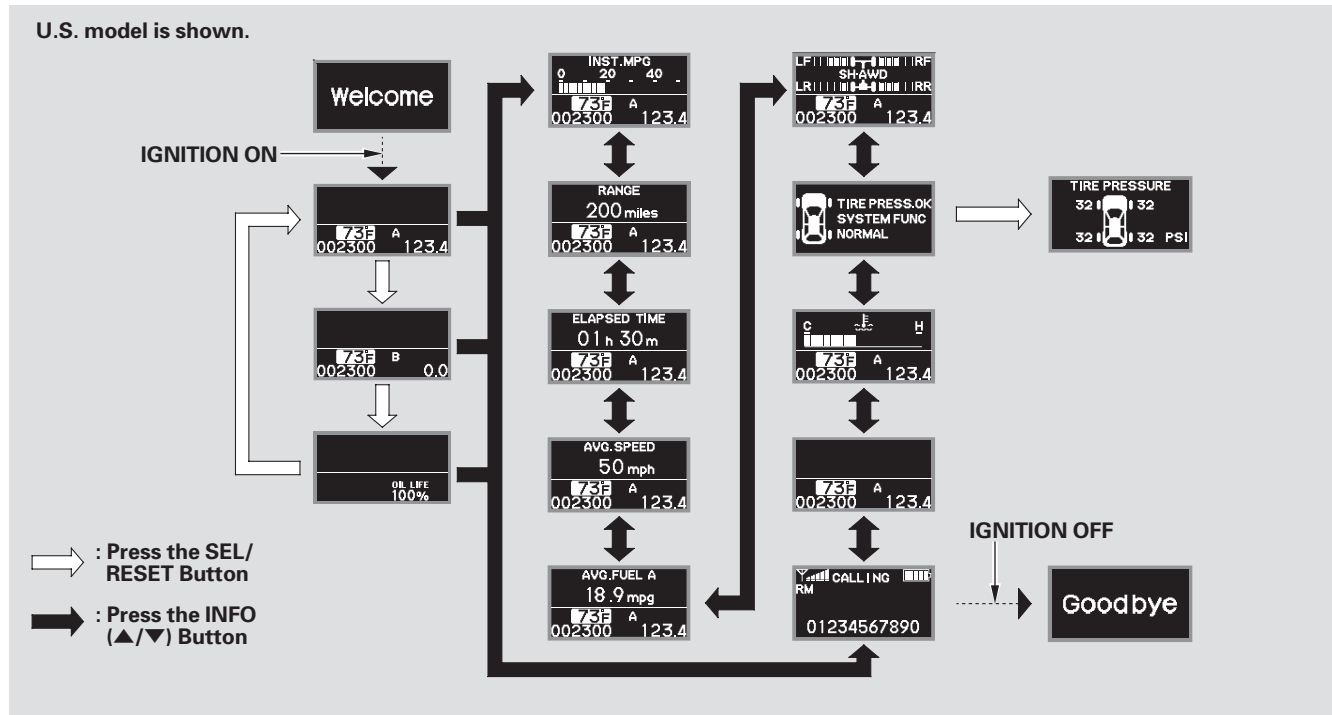 U.S. model is shown.
Welcome
IGNITION ON
73°F A
002300 123.4
73°F B
002300 0.0
OIL LIFE
100%
: Press the SEL/
RESET Button
: Press the INFO
(▲/▼) Button
INST.MPG
0 20 40
73°F A
002300 123.4
RANGE
200 miles
73°F A
002300 123.4
ELAPSED TIME
01h 30m
73°F A
002300 123.4
AVG.SPEED
50 mph
73°F A
002300 123.4
AVG.FUEL A
18.9 mpg
73°F A
002300 123.4
LF RF
SH-AWD
LR RR
73°F A
002300 123.4
TIRE PRESS.OK
SYSTEM FUNC
NORMAL
C H
73°F A
002300 123.4
73°F A
002300 123.4
CALLING
RM
01234567890
TIRE PRESSURE
32 32
32 32 PSI
IGNITION OFF
Goodbye